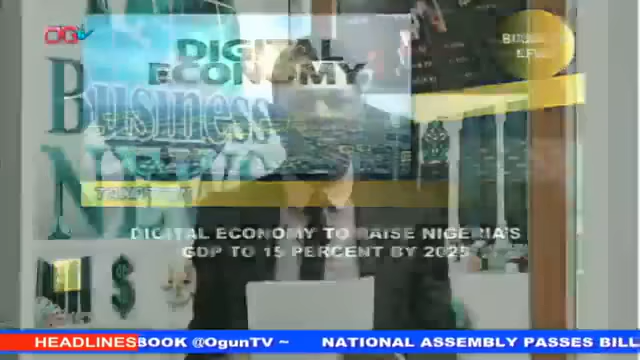 OGTV
DIGITAL
ECONOMY
Business
NEWS
DIGITAL ECONOMY TO RAISE NIGERIA'S
GDP TO 15 PERCENT BY 2025
HEADLINES BOOK @OgunTV ~ NATIONAL ASSEMBLY PASSES BILL